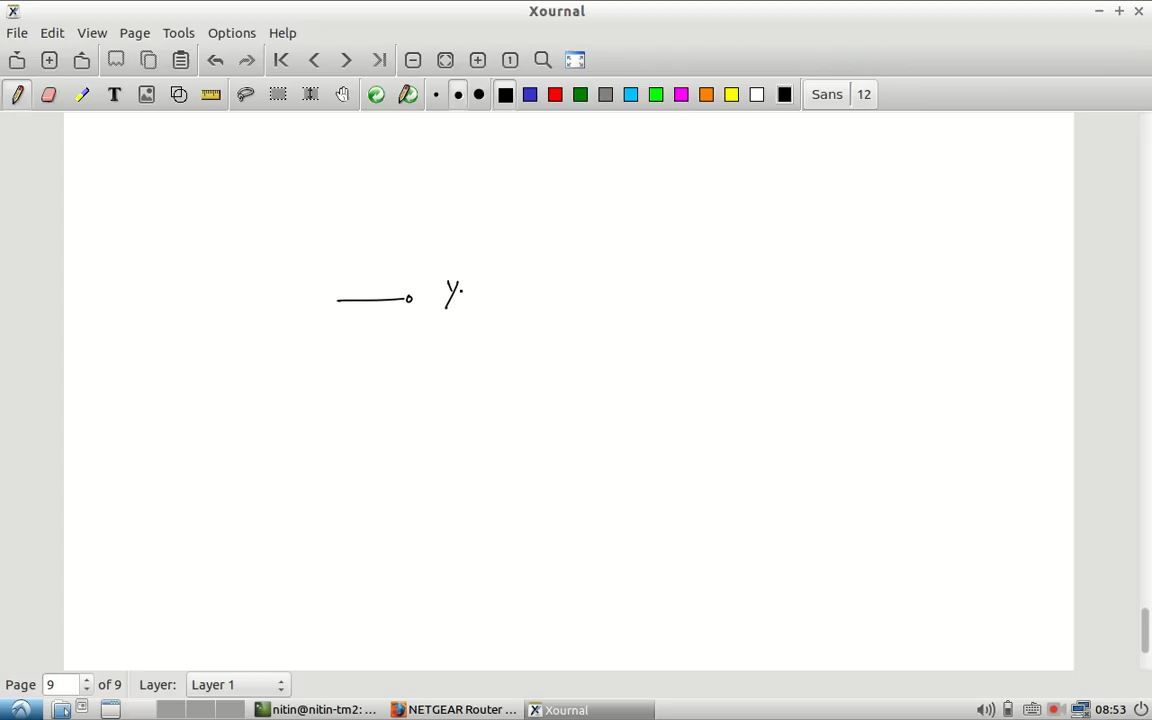 Xournal
File Edit View Page Tools Options Help
Sans 12
y.
Page 9 of 9 Layer: Layer 1
nitin@nitin-tm2: ... NETGEAR Router ... Xournal 08:53